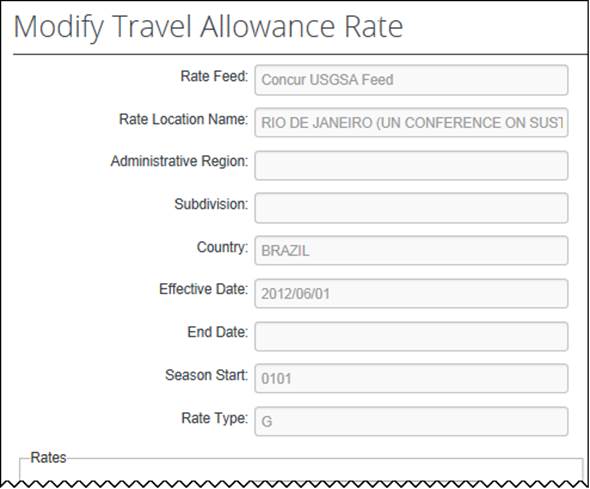 Modify Travel Allowance Rate
Rate Feed: Concur USGSA Feed
Rate Location Name: RIO DE JANEIRO (UN CONFERENCE ON SUST
Administrative Region:
Subdivision:
Country: BRAZIL
Effective Date: 2012/06/01
End Date:
Season Start: 0101
Rate Type: G
Rates